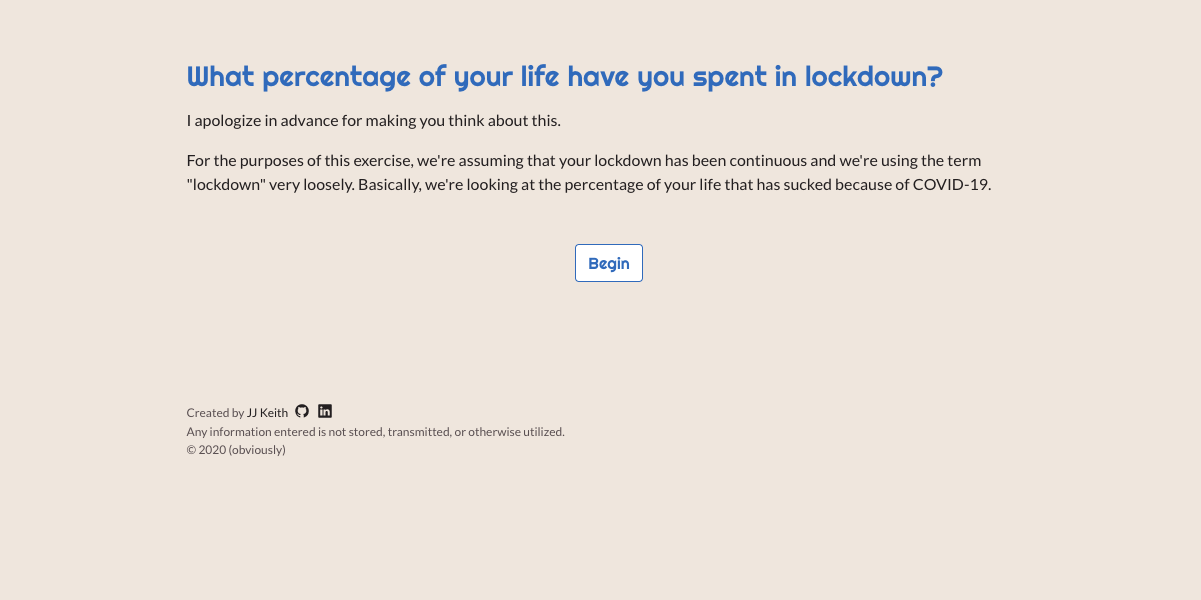 What percentage of your life have you spent in lockdown?
I apologize in advance for making you think about this.
For the purposes of this exercise, we're assuming that your lockdown has been continuous and we're using the term
"lockdown" very loosely. Basically, we're looking at the percentage of your life that has sucked because of COVID-19.
Begin
Created by JJ Keith
Any information entered is not stored, transmitted, or otherwise utilized.
© 2020 (obviously)